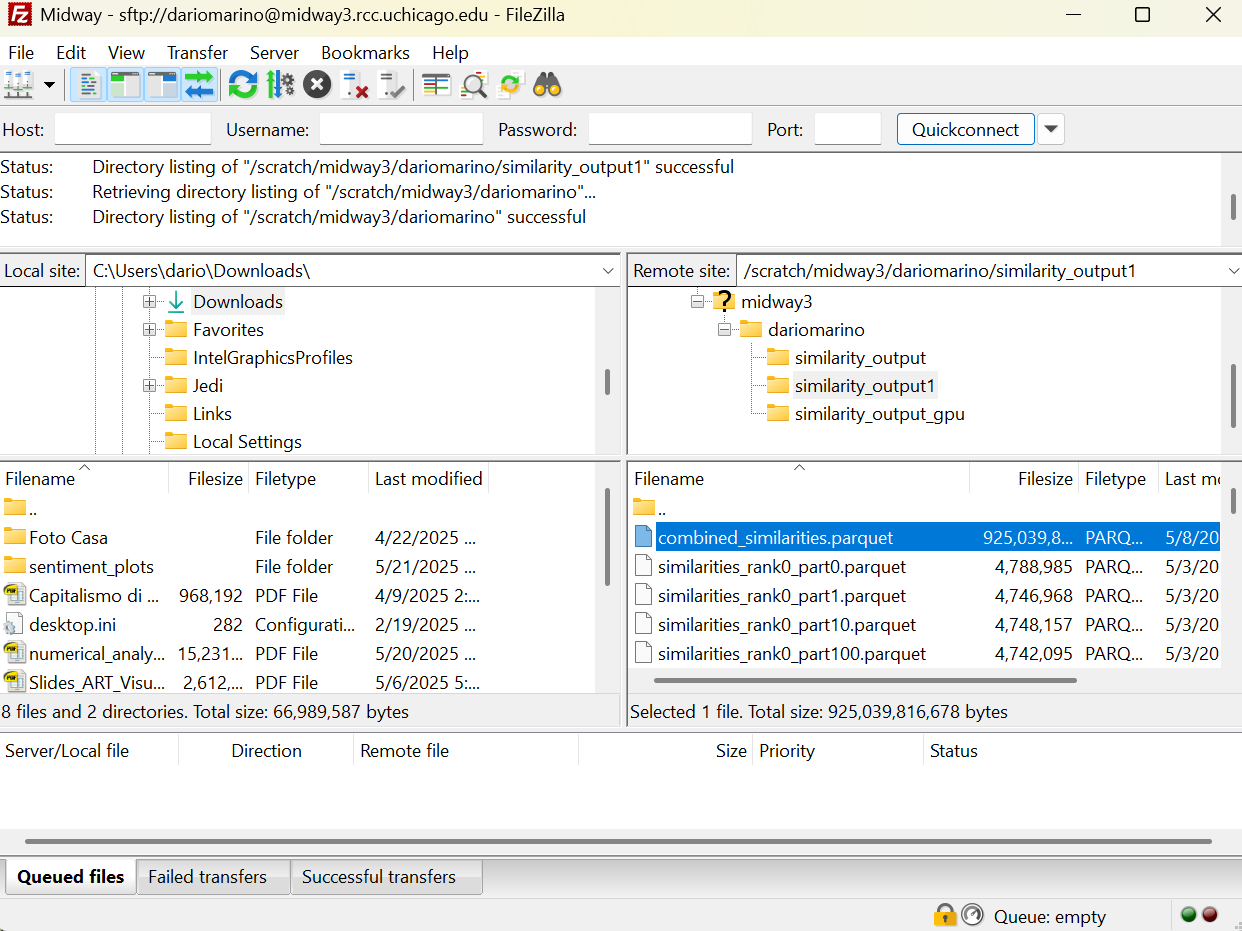 Midway - sftp://dariomarino@midway3.rcc.uchicago.edu - FileZilla
File Edit View Transfer Server Bookmarks Help
Host: Username: Password: Port: Quickconnect
Status: Directory listing of "/scratch/midway3/dariomarino/similarity_output1" successful
Status: Retrieving directory listing of "/scratch/midway3/dariomarino"...
Status: Directory listing of "/scratch/midway3/dariomarino" successful
Local site: C:\Users\dario\Downloads\
Downloads
Favorites
IntelGraphicsProfiles
Jedi
Links
Local Settings
Remote site: /scratch/midway3/dariomarino/similarity_output1
? midway3
dariomarino
similarity_output
similarity_output1
similarity_output_gpu
Filename Filesize Filetype Last modified
..
Foto Casa File folder 4/22/2025 ...
sentiment_plots File folder 5/21/2025 ...
Capitalismo di ... 968,192 PDF File 4/9/2025 2:...
desktop.ini 282 Configurati... 2/19/2025 ...
numerical_analy... 15,231... PDF File 5/20/2025 ...
Slides_ART_Visu... 2,612,... PDF File 5/6/2025 5:...
8 files and 2 directories. Total size: 66,989,587 bytes
Filename Filesize Filetype Last mo
..
combined_similarities.parquet 925,039,8... PARQ... 5/8/20
similarities_rank0_part0.parquet 4,788,985 PARQ... 5/3/20
similarities_rank0_part1.parquet 4,746,968 PARQ... 5/3/20
similarities_rank0_part10.parquet 4,748,157 PARQ... 5/3/20
similarities_rank0_part100.parquet 4,742,095 PARQ... 5/3/20
Selected 1 file. Total size: 925,039,816,678 bytes
Server/Local file Direction Remote file Size Priority Status
Queued files Failed transfers Successful transfers
Queue: empty